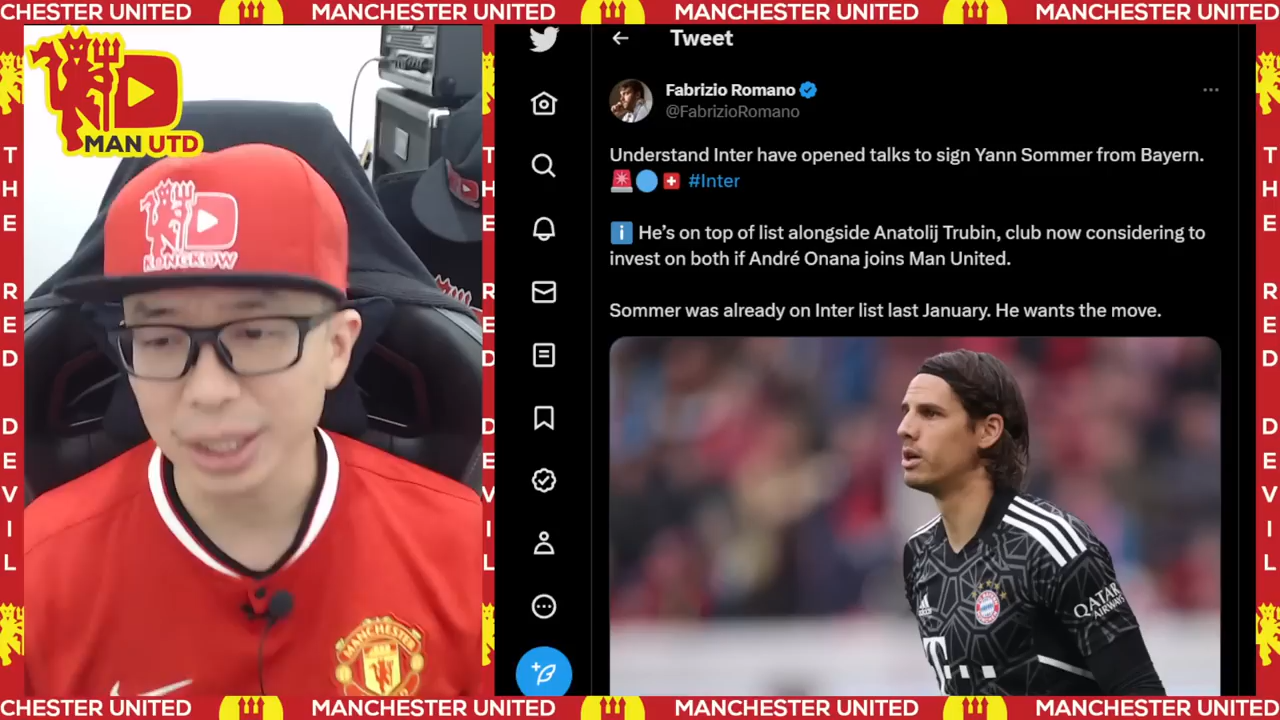 CHESTER UNITED MANCHESTER UNITED MANCHESTER UNITED MANCHESTER UNITED
MAN UTD
KONGKOW
MANCHESTER
THE RED DEVIL
THE RED DEVIL
THE RED DEVIL
Tweet
Fabrizio Romano
@FabrizioRomano
Understand Inter have opened talks to sign Yann Sommer from Bayern.
🚨🔵🇨🇭 #Inter
ℹ️ He’s on top of list alongside Anatolij Trubin, club now considering to
invest on both if André Onana joins Man United.
Sommer was already on Inter list last January. He wants the move.
QATAR
AIRWAYS
CHESTER UNITED MANCHESTER UNITED MANCHESTER UNITED MANCHESTER UNITED